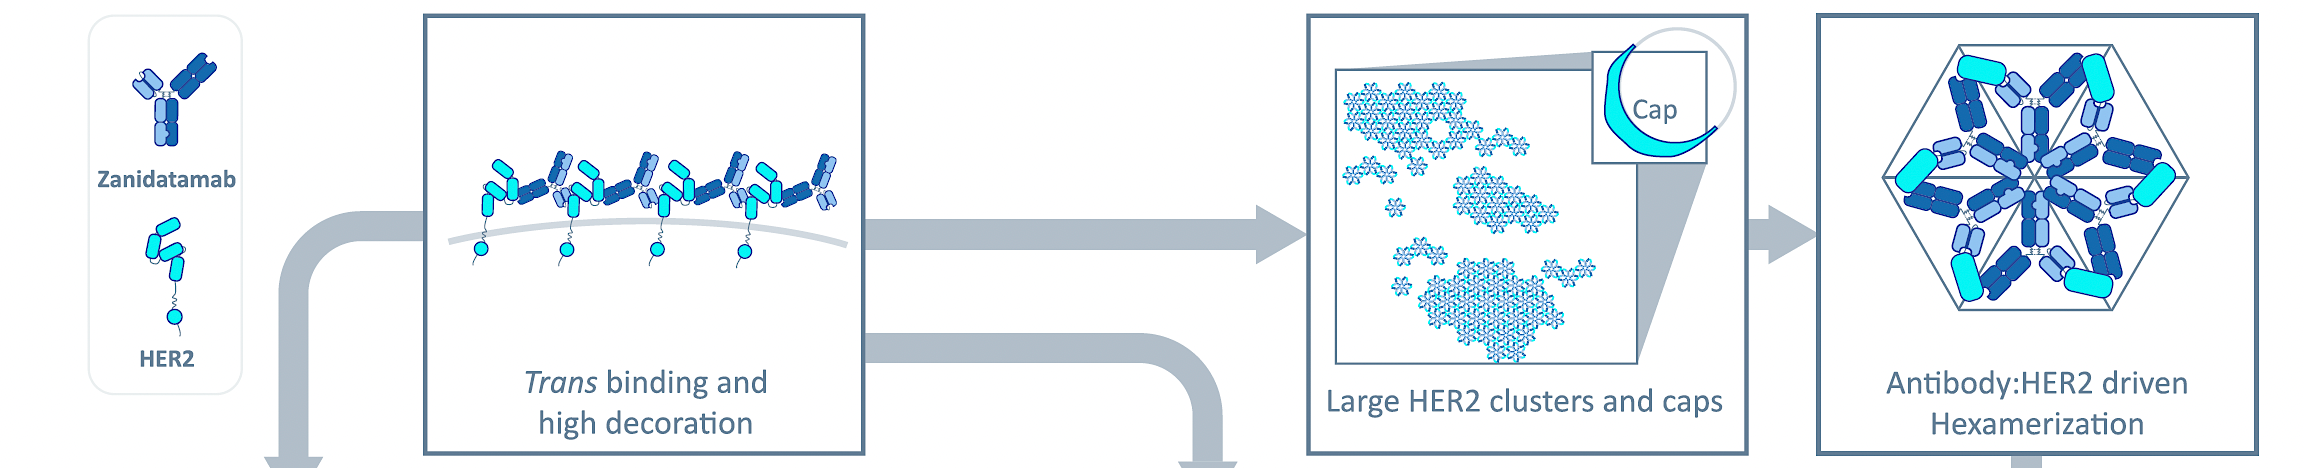 Zanidatamab
HER2
Trans binding and
high decoration
Cap
Large HER2 clusters and caps
Antibody:HER2 driven
Hexamerization